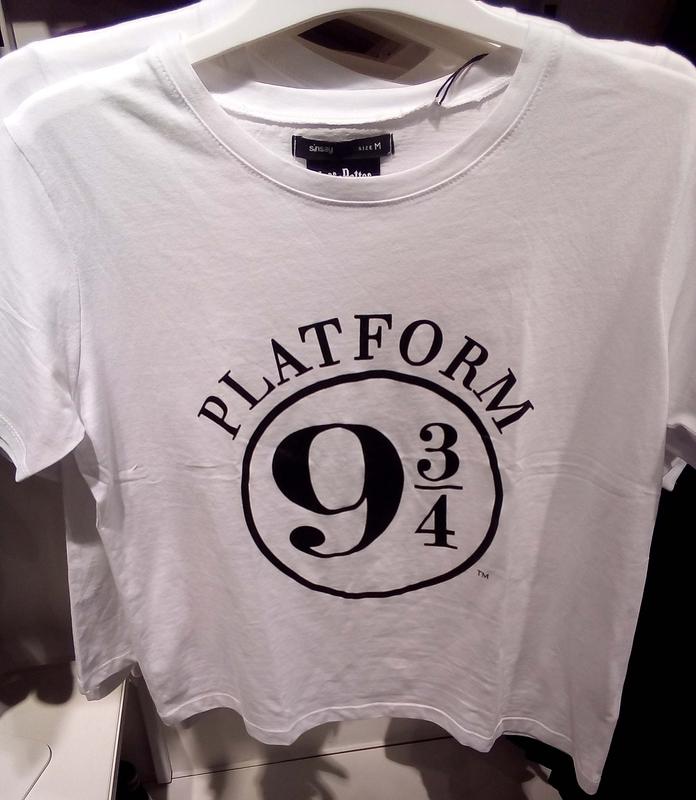 sinsay SIZE M
PLATFORM
9 3/4
TM